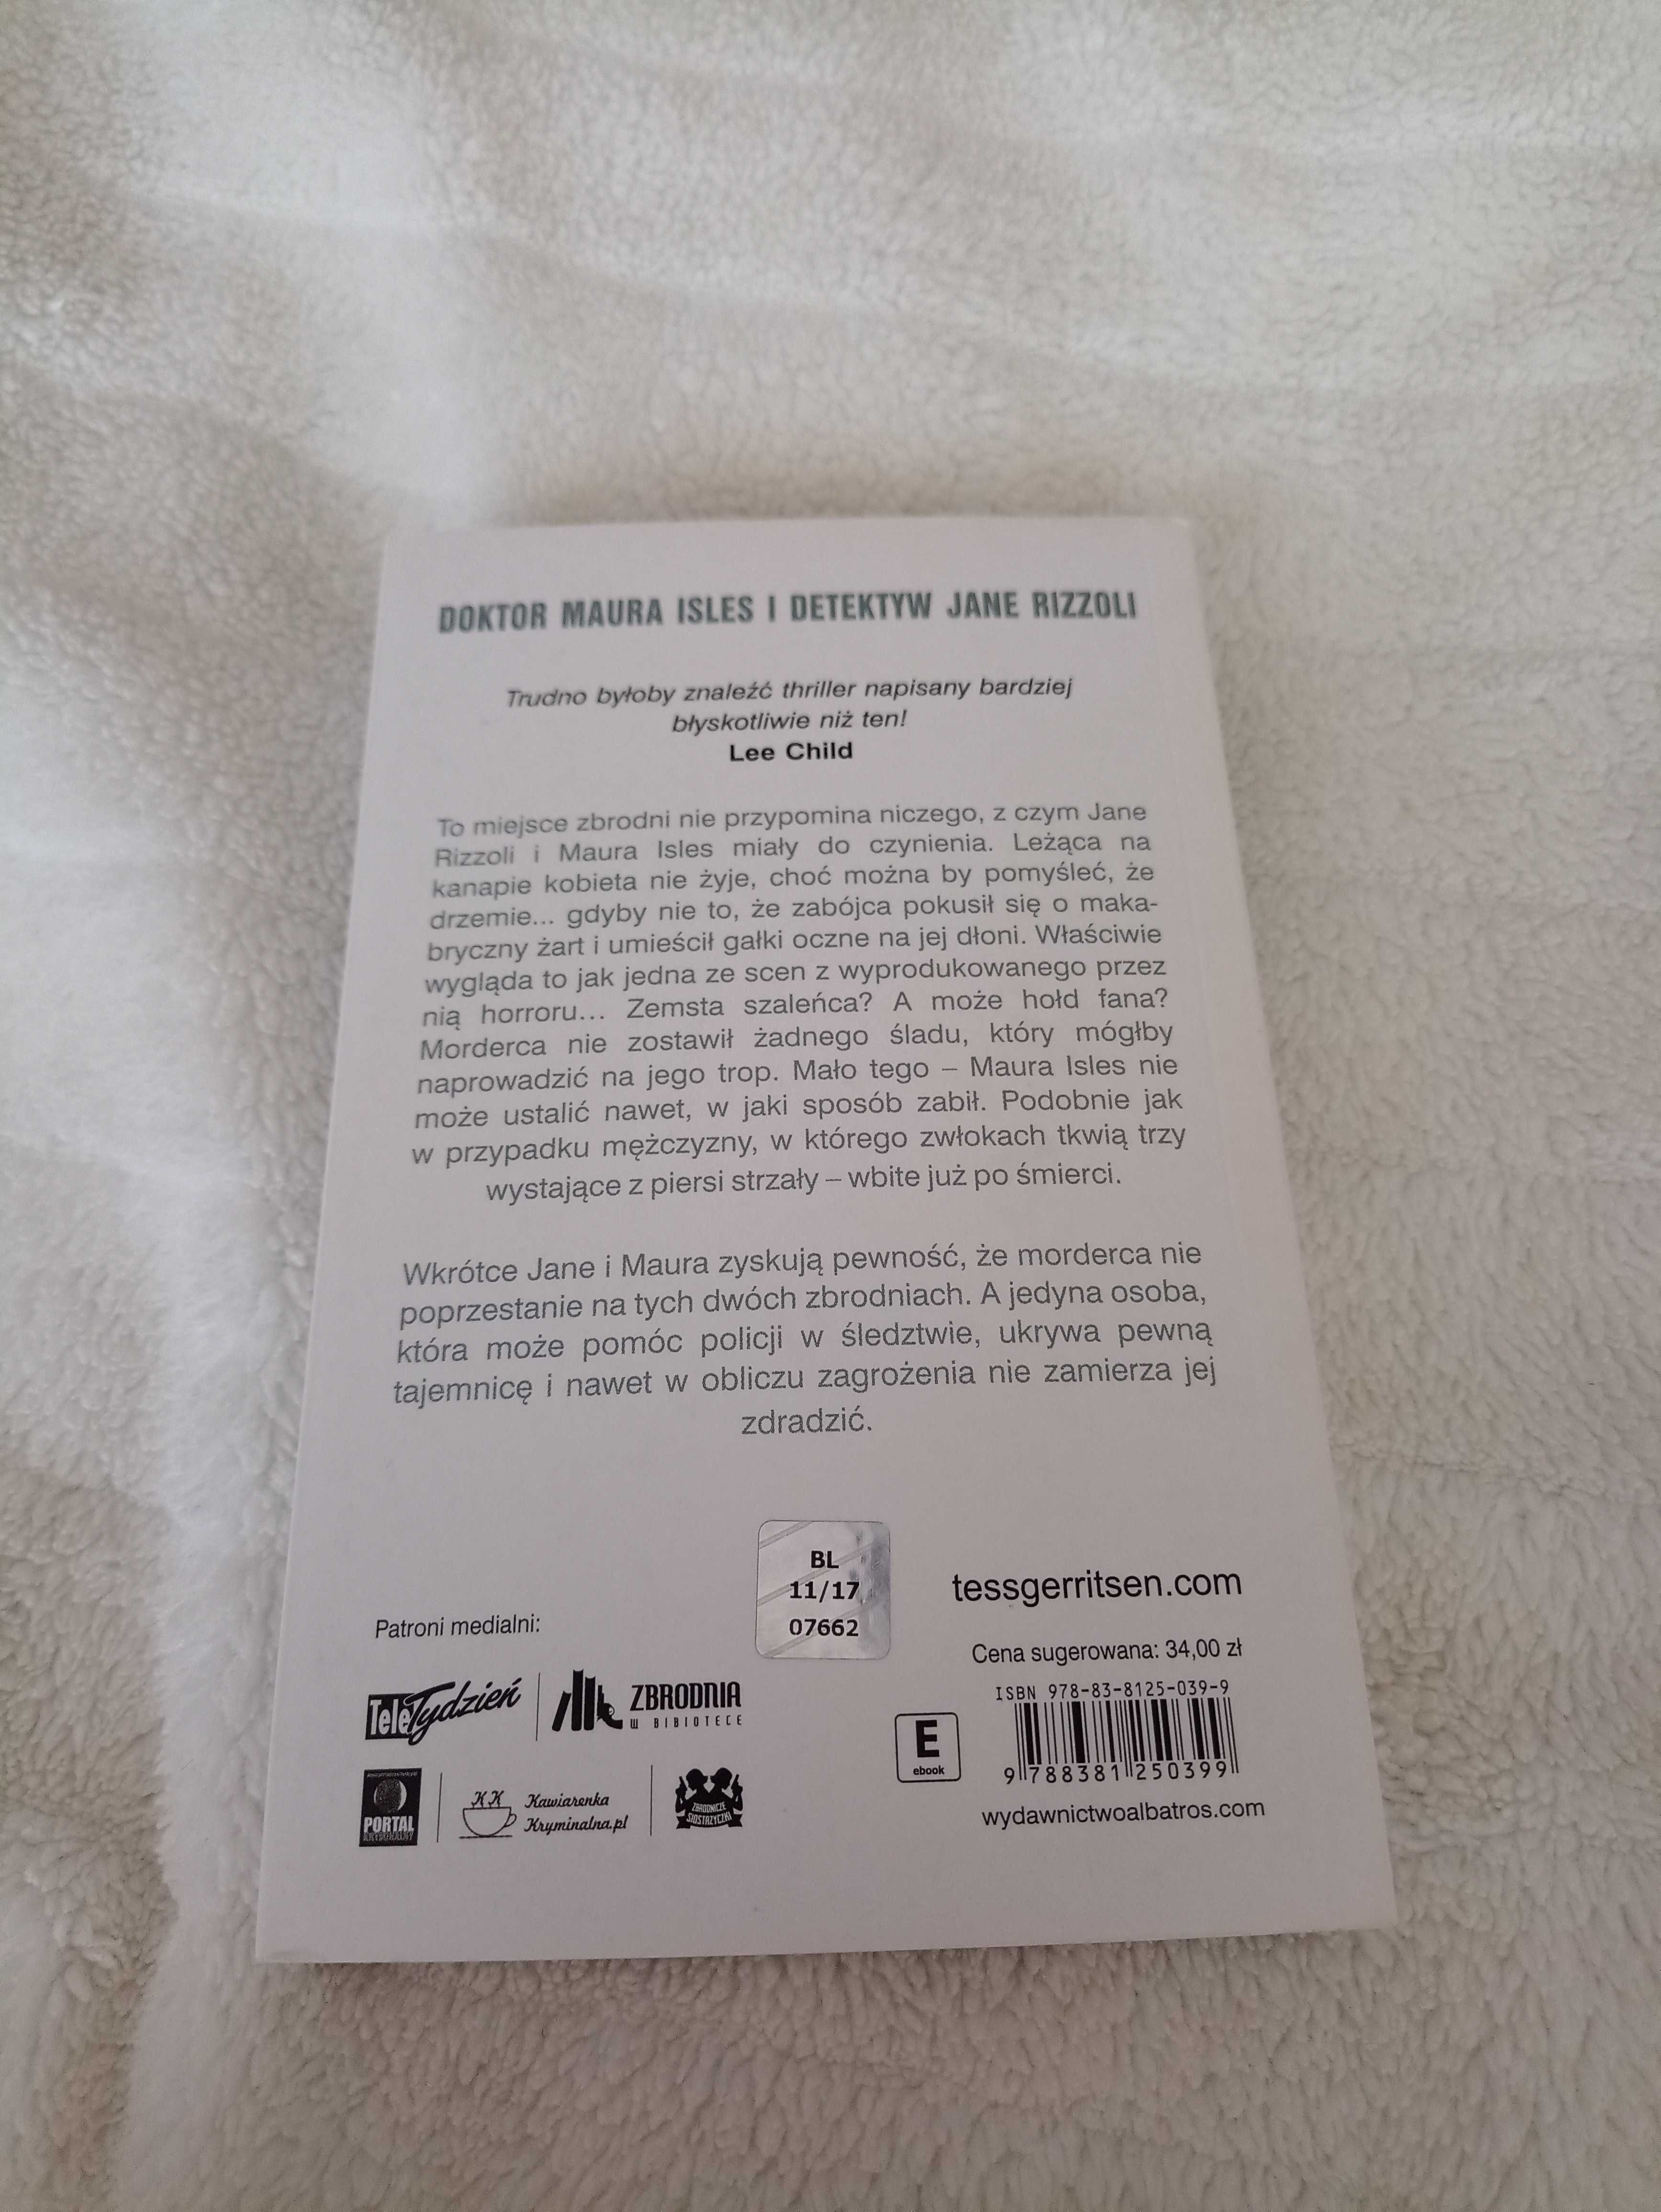 DOKTOR MAURA ISLES I DETEKTYW JANE RIZZOLI
Trudno byłoby znaleźć thriller napisany bardziej
błyskotliwie niż ten!
Lee Child
To miejsce zbrodni nie przypomina niczego, z czym Jane
Rizzoli i Maura Isles miały do czynienia. Leżąca na
kanapie kobieta nie żyje, choć można by pomyśleć, że
drzemie... gdyby nie to, że zabójca pokusił się o maka-
bryczny żart i umieścił gałki oczne na jej dłoni. Właściwie
wygląda to jak jedna ze scen z wyprodukowanego przez
nią horroru... Zemsta szaleńca? A może hołd fana?
Morderca nie zostawił żadnego śladu, który mógłby
naprowadzić na jego trop. Mało tego – Maura Isles nie
może ustalić nawet, w jaki sposób zabił. Podobnie jak
w przypadku mężczyzny, w którego zwłokach tkwią trzy
wystające z piersi strzały – wbite już po śmierci.
Wkrótce Jane i Maura zyskują pewność, że morderca nie
poprzestanie na tych dwóch zbrodniach. A jedyna osoba,
która może pomóc policji w śledztwie, ukrywa pewną
tajemnicę i nawet w obliczu zagrożenia nie zamierza jej
zdradzić.
BL
11/17
07662
tessgerritsen.com
Patroni medialni:
Cena sugerowana: 34,00 zł
TeleTydzień
ZBRODNIA
W BIBIOTECE
ISBN 978-83-8125-039-9
E
ebook
9 788381 250399
PORTAL
KK
Kawiarenka
Kryminalna.pl
ZBRODNICZE
SIOSTRZYCZKI
wydawnictwoalbatros.com